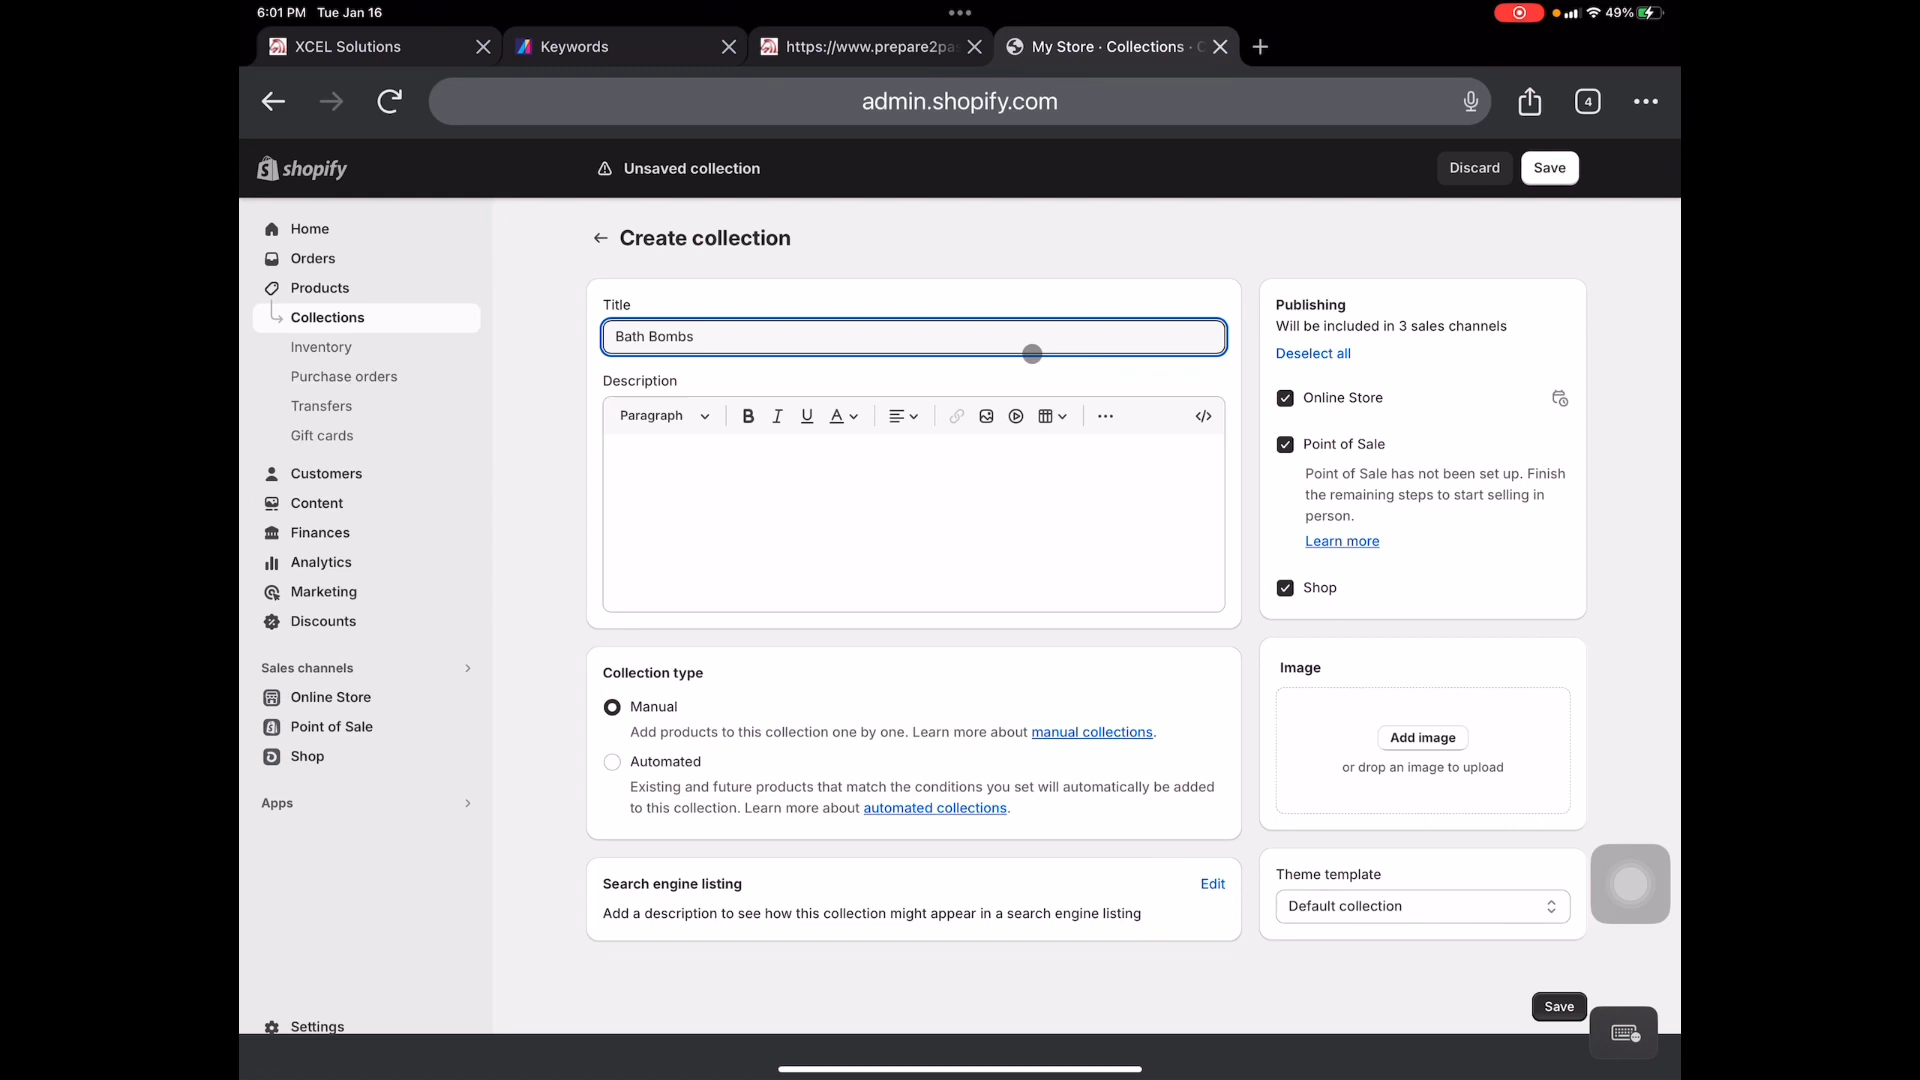 6:01 PM Tue Jan 16
49%
XCEL Solutions
Keywords
https://www.prepare2pas
My Store · Collections · C
admin.shopify.com
4
shopify
Unsaved collection
Discard
Save
Home
Orders
Products
Collections
Inventory
Purchase orders
Transfers
Gift cards
Customers
Content
Finances
Analytics
Marketing
Discounts
Sales channels
Online Store
Point of Sale
Shop
Apps
Settings
Create collection
Title
Bath Bombs
Description
Paragraph
B I U A
Collection type
Manual
Add products to this collection one by one. Learn more about manual collections.
Automated
Existing and future products that match the conditions you set will automatically be added
to this collection. Learn more about automated collections.
Search engine listing
Edit
Add a description to see how this collection might appear in a search engine listing
Publishing
Will be included in 3 sales channels
Deselect all
Online Store
Point of Sale
Point of Sale has not been set up. Finish
the remaining steps to start selling in
person.
Learn more
Shop
Image
Add image
or drop an image to upload
Theme template
Default collection
Save